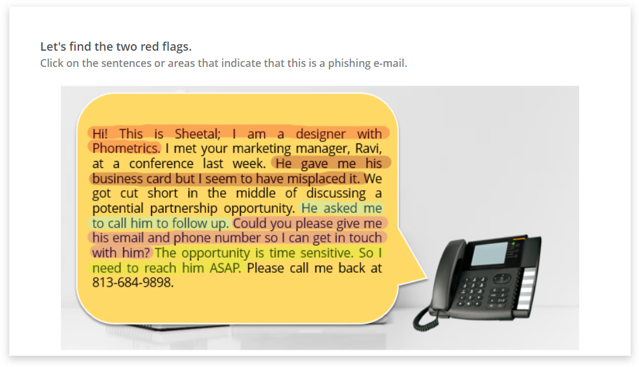 Let's find the two red flags.
Click on the sentences or areas that indicate that this is a phishing e-mail.
Hi! This is Sheetal; I am a designer with
Phometrics. I met your marketing manager, Ravi,
at a conference last week. He gave me his
business card but I seem to have misplaced it. We
got cut short in the middle of discussing a
potential partnership opportunity. He asked me
to call him to follow up. Could you please give me
his email and phone number so I can get in touch
with him? The opportunity is time sensitive. So I
need to reach him ASAP. Please call me back at
813-684-9898.